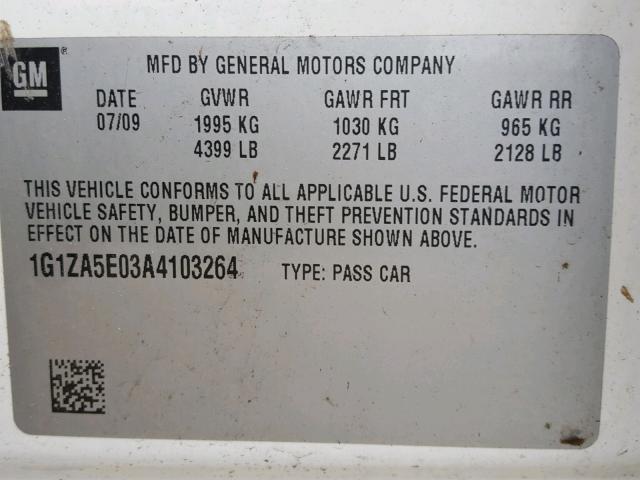 GM ®
MFD BY GENERAL MOTORS COMPANY
DATE GVWR GAWR FRT GAWR RR
07/09 1995 KG 1030 KG 965 KG
4399 LB 2271 LB 2128 LB
THIS VEHICLE CONFORMS TO ALL APPLICABLE U.S. FEDERAL MOTOR
VEHICLE SAFETY, BUMPER, AND THEFT PREVENTION STANDARDS IN
EFFECT ON THE DATE OF MANUFACTURE SHOWN ABOVE.
1G1ZA5E03A4103264 TYPE: PASS CAR